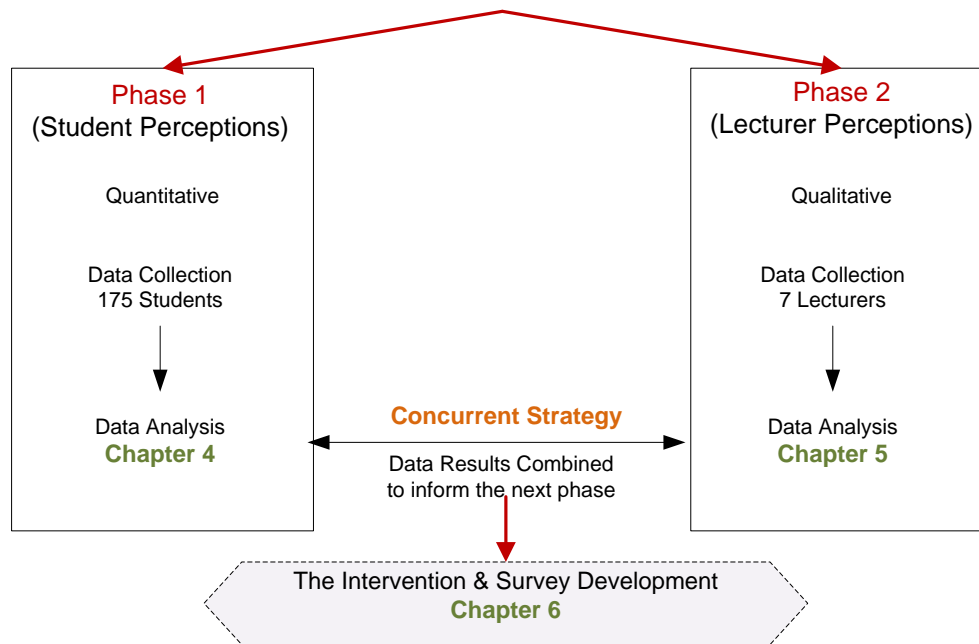 Phase 1
(Student Perceptions)
Quantitative
Data Collection
175 Students
Data Analysis
Chapter 4
Phase 2
(Lecturer Perceptions)
Qualitative
Data Collection
7 Lecturers
Data Analysis
Chapter 5
Concurrent Strategy
Data Results Combined
to inform the next phase
The Intervention & Survey Development
Chapter 6